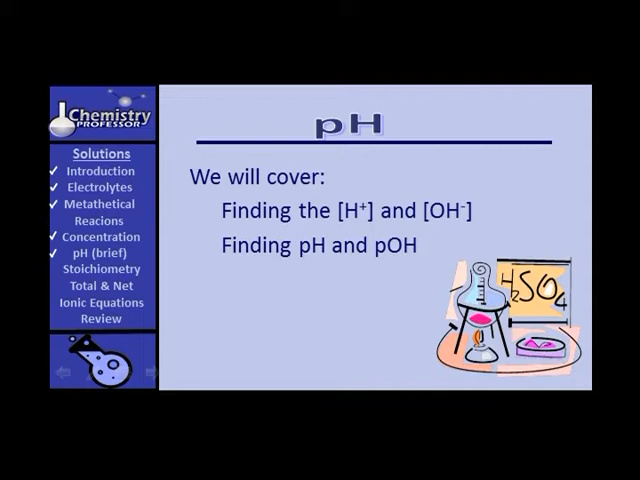 Chemistry
PROFESSOR
Solutions
Introduction
Electrolytes
Metathetical
Reacions
Concentration
pH (brief)
Stoichiometry
Total & Net
Ionic Equations
Review
pH
We will cover:
Finding the [H⁺] and [OH⁻]
Finding pH and pOH
H₂SO₄